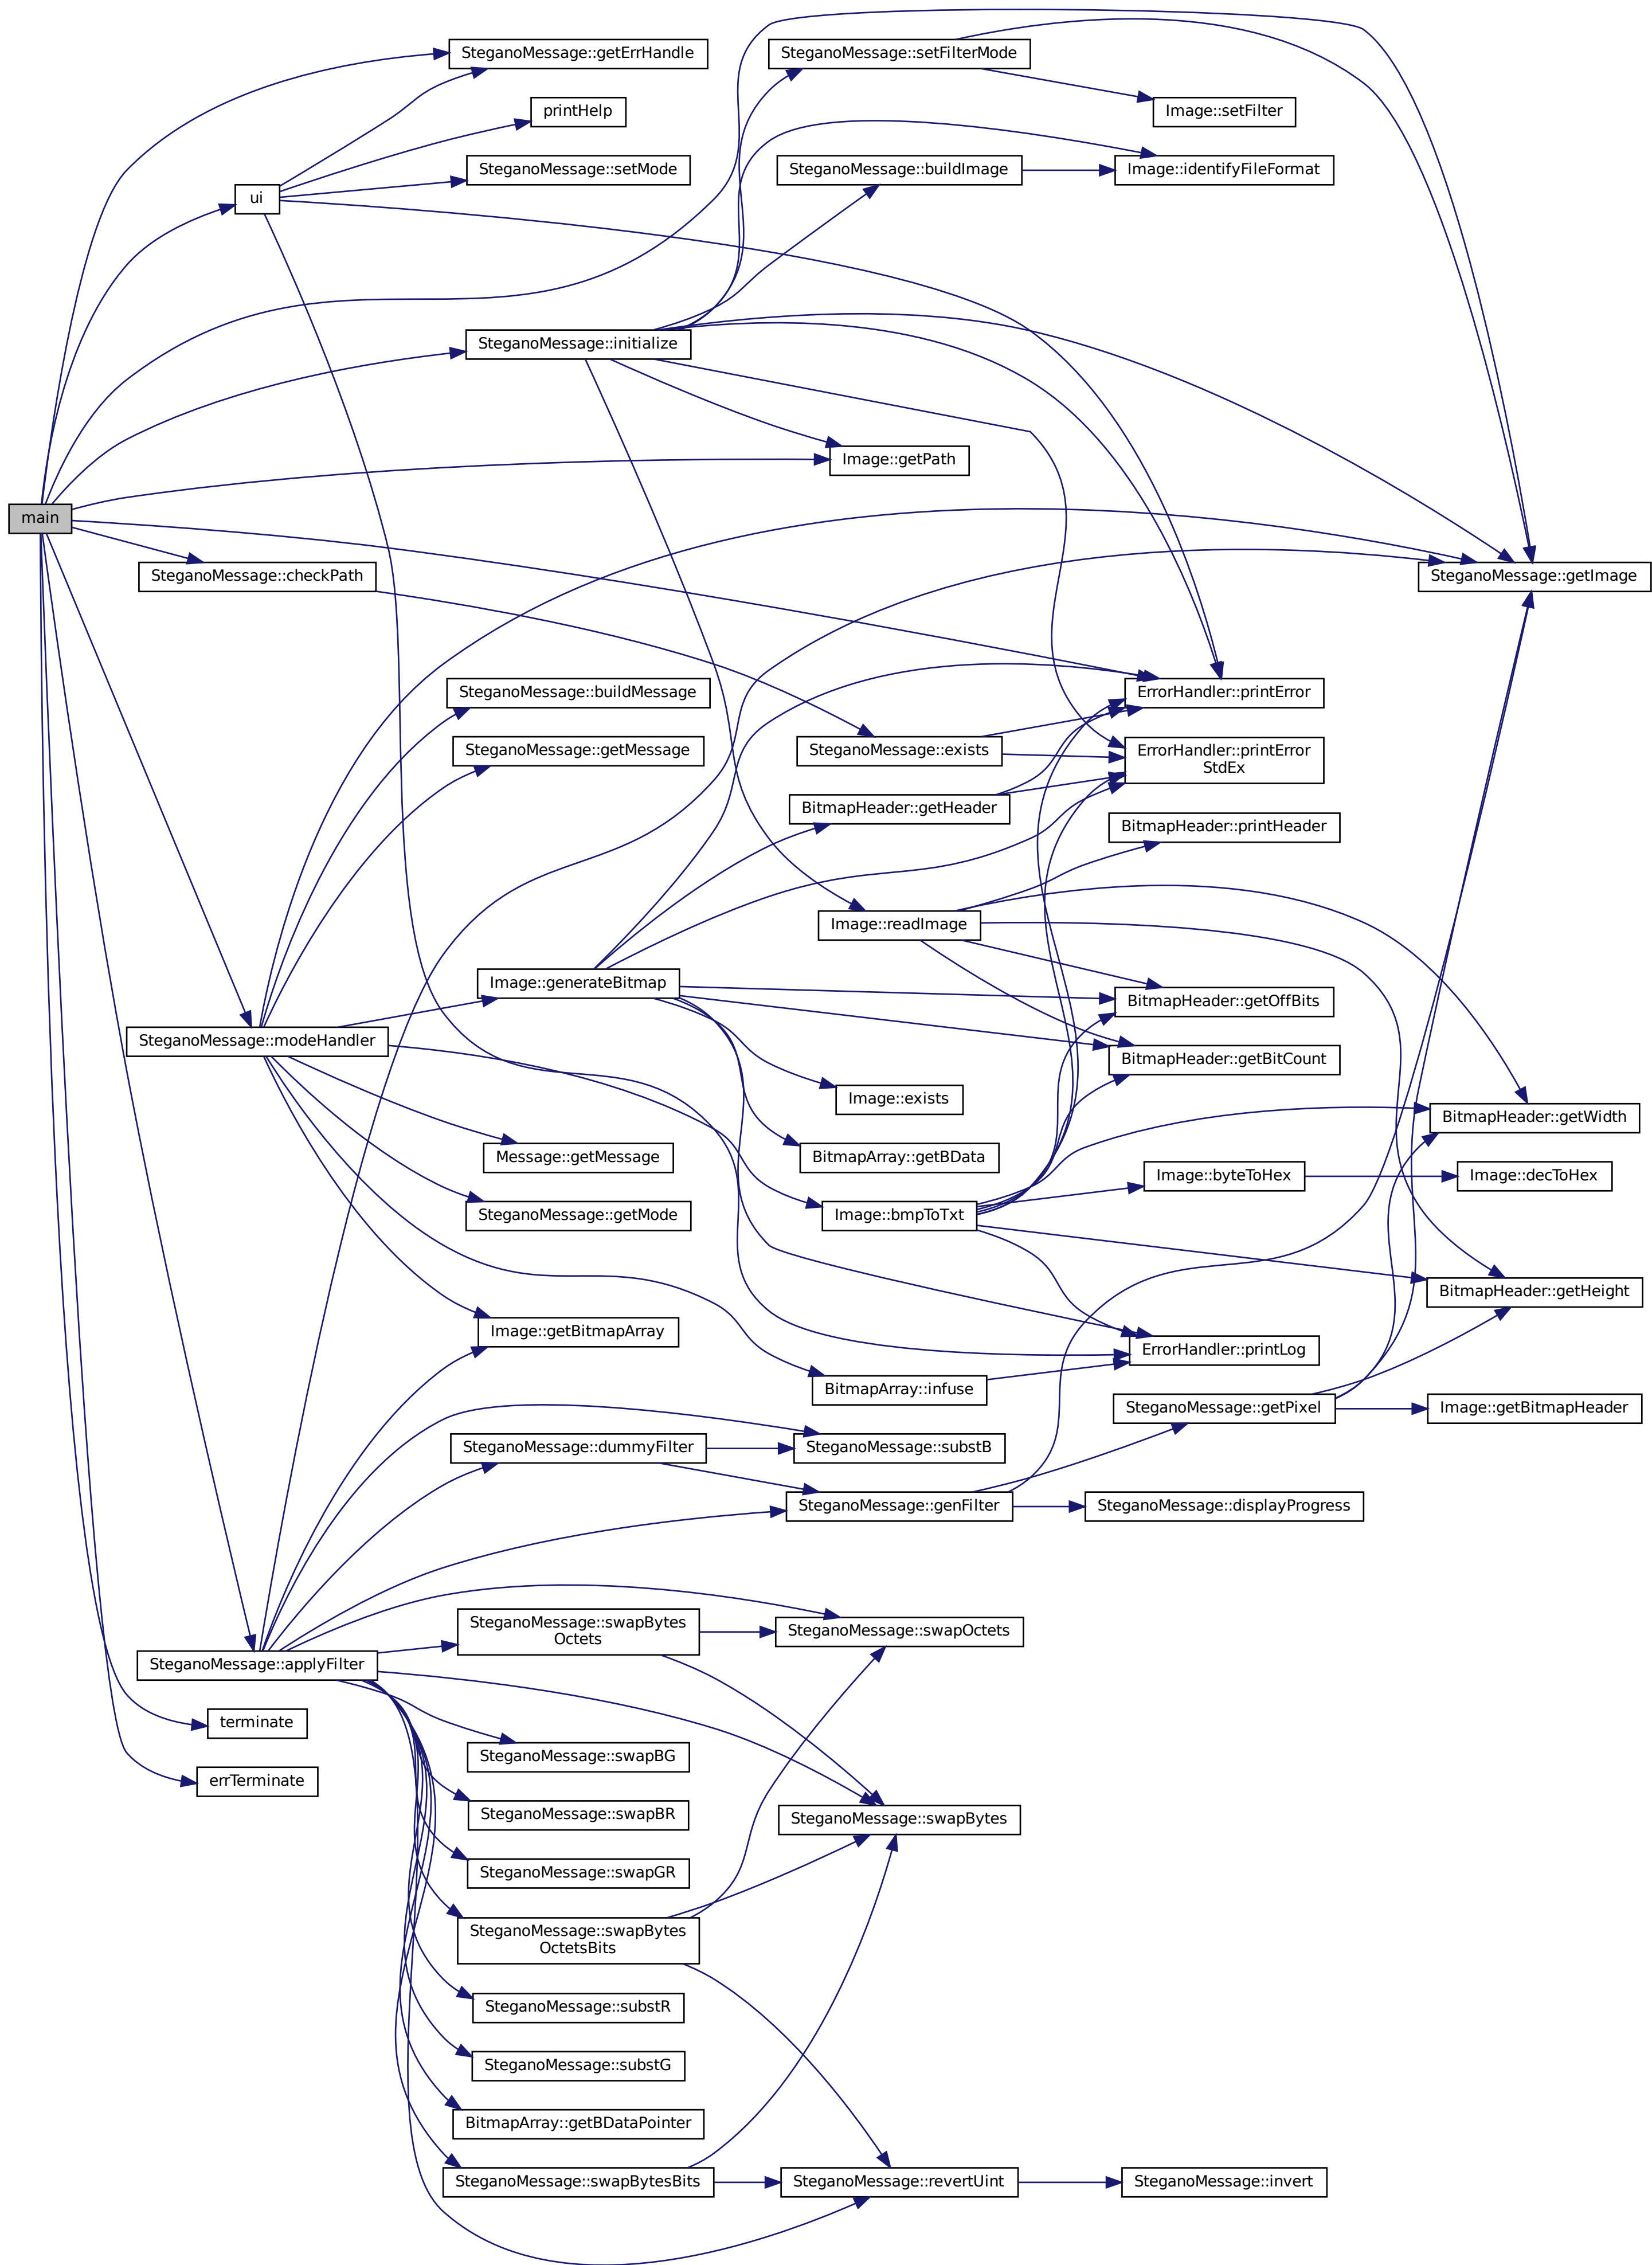 SteganoMessage::getErrHandle
SteganoMessage::setFilterMode
printHelp
Image::setFilter
SteganoMessage::setMode
SteganoMessage::buildImage
Image::identifyFileFormat
ui
SteganoMessage::initialize
Image::getPath
main
SteganoMessage::checkPath
SteganoMessage::getImage
SteganoMessage::buildMessage
ErrorHandler::printError
SteganoMessage::getMessage
SteganoMessage::exists
ErrorHandler::printError
StdEx
BitmapHeader::getHeader
BitmapHeader::printHeader
Image::readImage
Image::generateBitmap
BitmapHeader::getOffBits
SteganoMessage::modeHandler
BitmapHeader::getBitCount
Image::exists
BitmapHeader::getWidth
Message::getMessage
BitmapArray::getBData
Image::byteToHex
Image::decToHex
SteganoMessage::getMode
Image::bmpToTxt
BitmapHeader::getHeight
Image::getBitmapArray
ErrorHandler::printLog
BitmapArray::infuse
SteganoMessage::getPixel
Image::getBitmapHeader
SteganoMessage::dummyFilter
SteganoMessage::substB
SteganoMessage::genFilter
SteganoMessage::displayProgress
SteganoMessage::swapBytes
Octets
SteganoMessage::swapOctets
SteganoMessage::applyFilter
terminate
SteganoMessage::swapBG
errTerminate
SteganoMessage::swapBR
SteganoMessage::swapBytes
SteganoMessage::swapGR
SteganoMessage::swapBytes
OctetsBits
SteganoMessage::substR
SteganoMessage::substG
BitmapArray::getBDataPointer
SteganoMessage::swapBytesBits
SteganoMessage::revertUint
SteganoMessage::invert